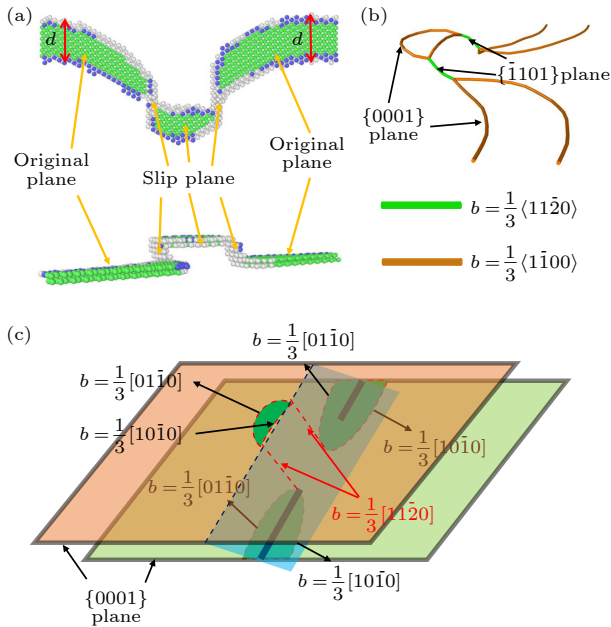 (a)
d
d
Original
plane
Slip plane
Original
plane
(b)
{1̄101}plane
{0001}
plane
b = 1/3⟨112̄0⟩
b = 1/3⟨11̄00⟩
(c)
b = 1/3[011̄0]
b = 1/3[011̄0]
b = 1/3[101̄0]
b = 1/3[101̄0]
b = 1/3[011̄0]
b = 1/3[112̄0]
b = 1/3[101̄0]
{0001}
plane